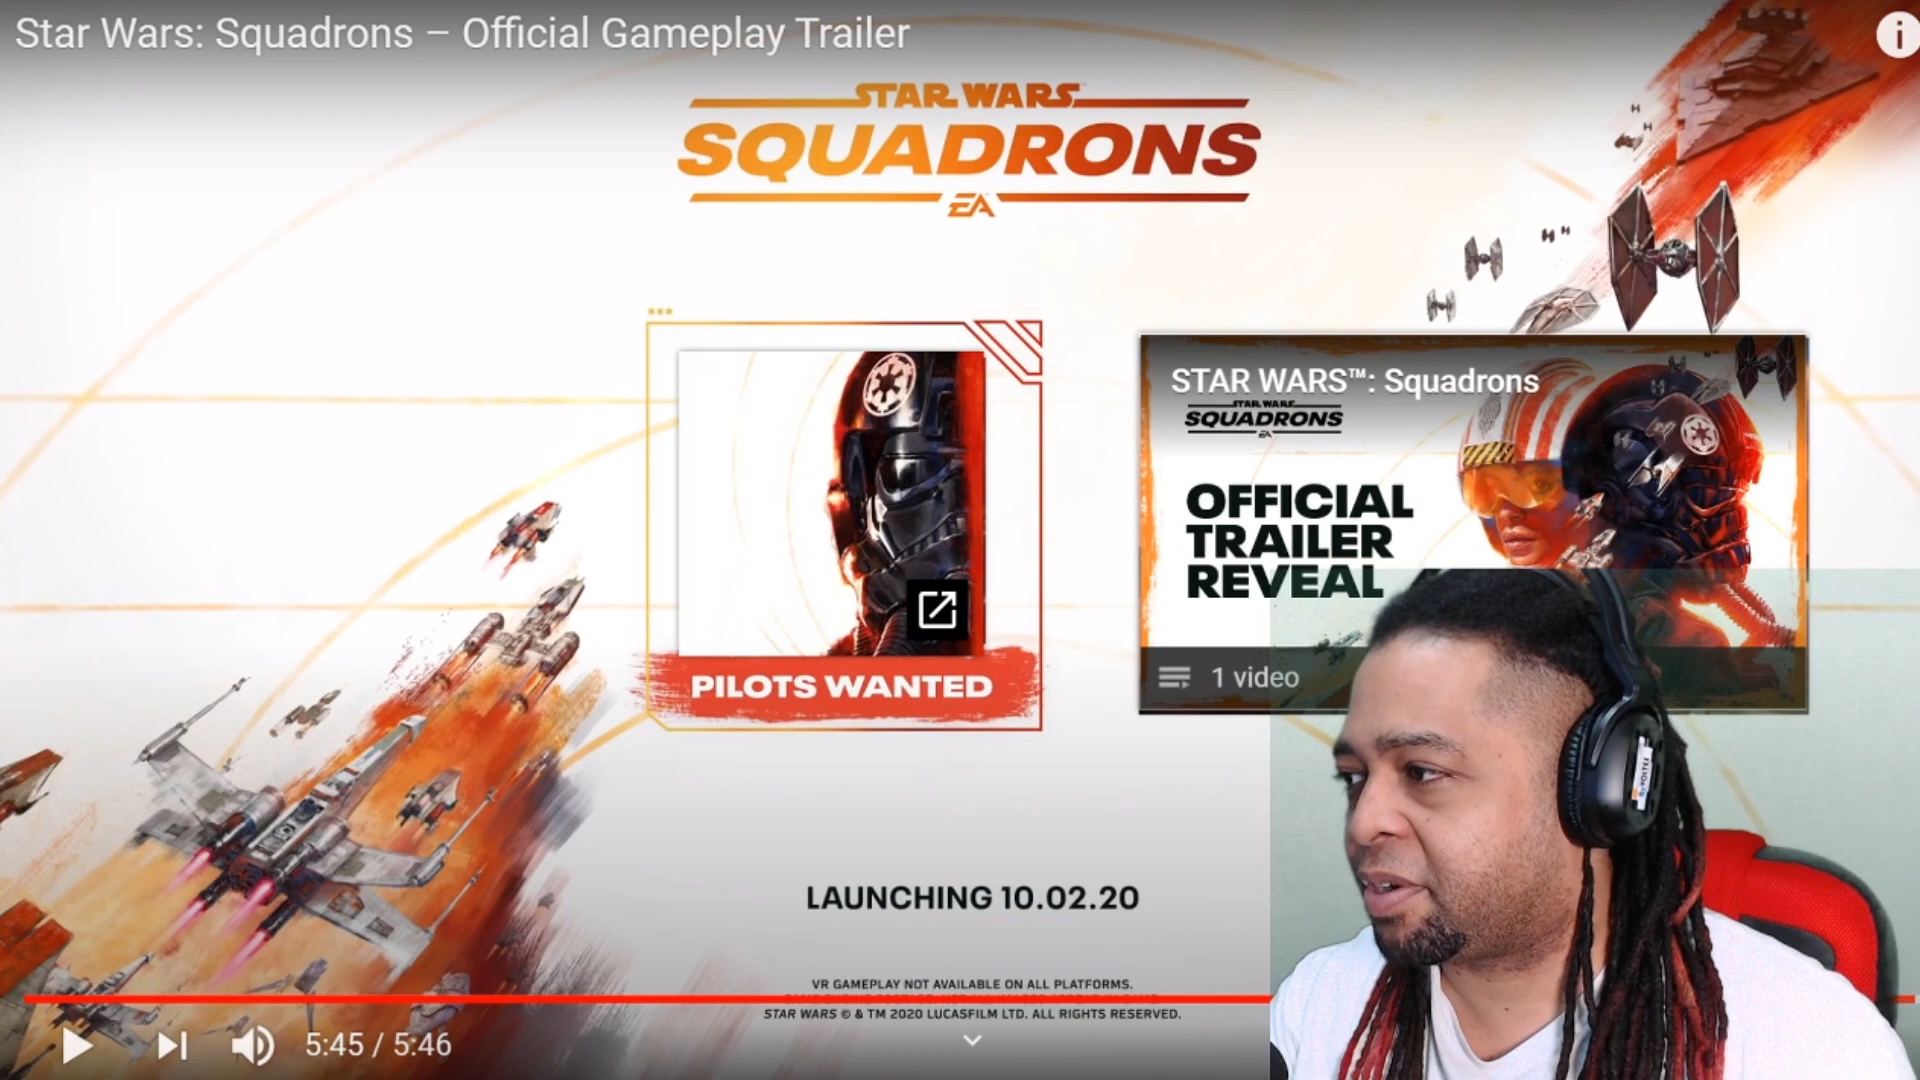 Star Wars: Squadrons – Official Gameplay Trailer
STAR WARS
SQUADRONS
EA
STAR WARS™: Squadrons
STAR WARS
SQUADRONS
EA
OFFICIAL
TRAILER
REVEAL
1 video
PILOTS WANTED
LAUNCHING 10.02.20
VR GAMEPLAY NOT AVAILABLE ON ALL PLATFORMS.
STAR WARS © & TM 2020 LUCASFILM LTD. ALL RIGHTS RESERVED.
5:45 / 5:46